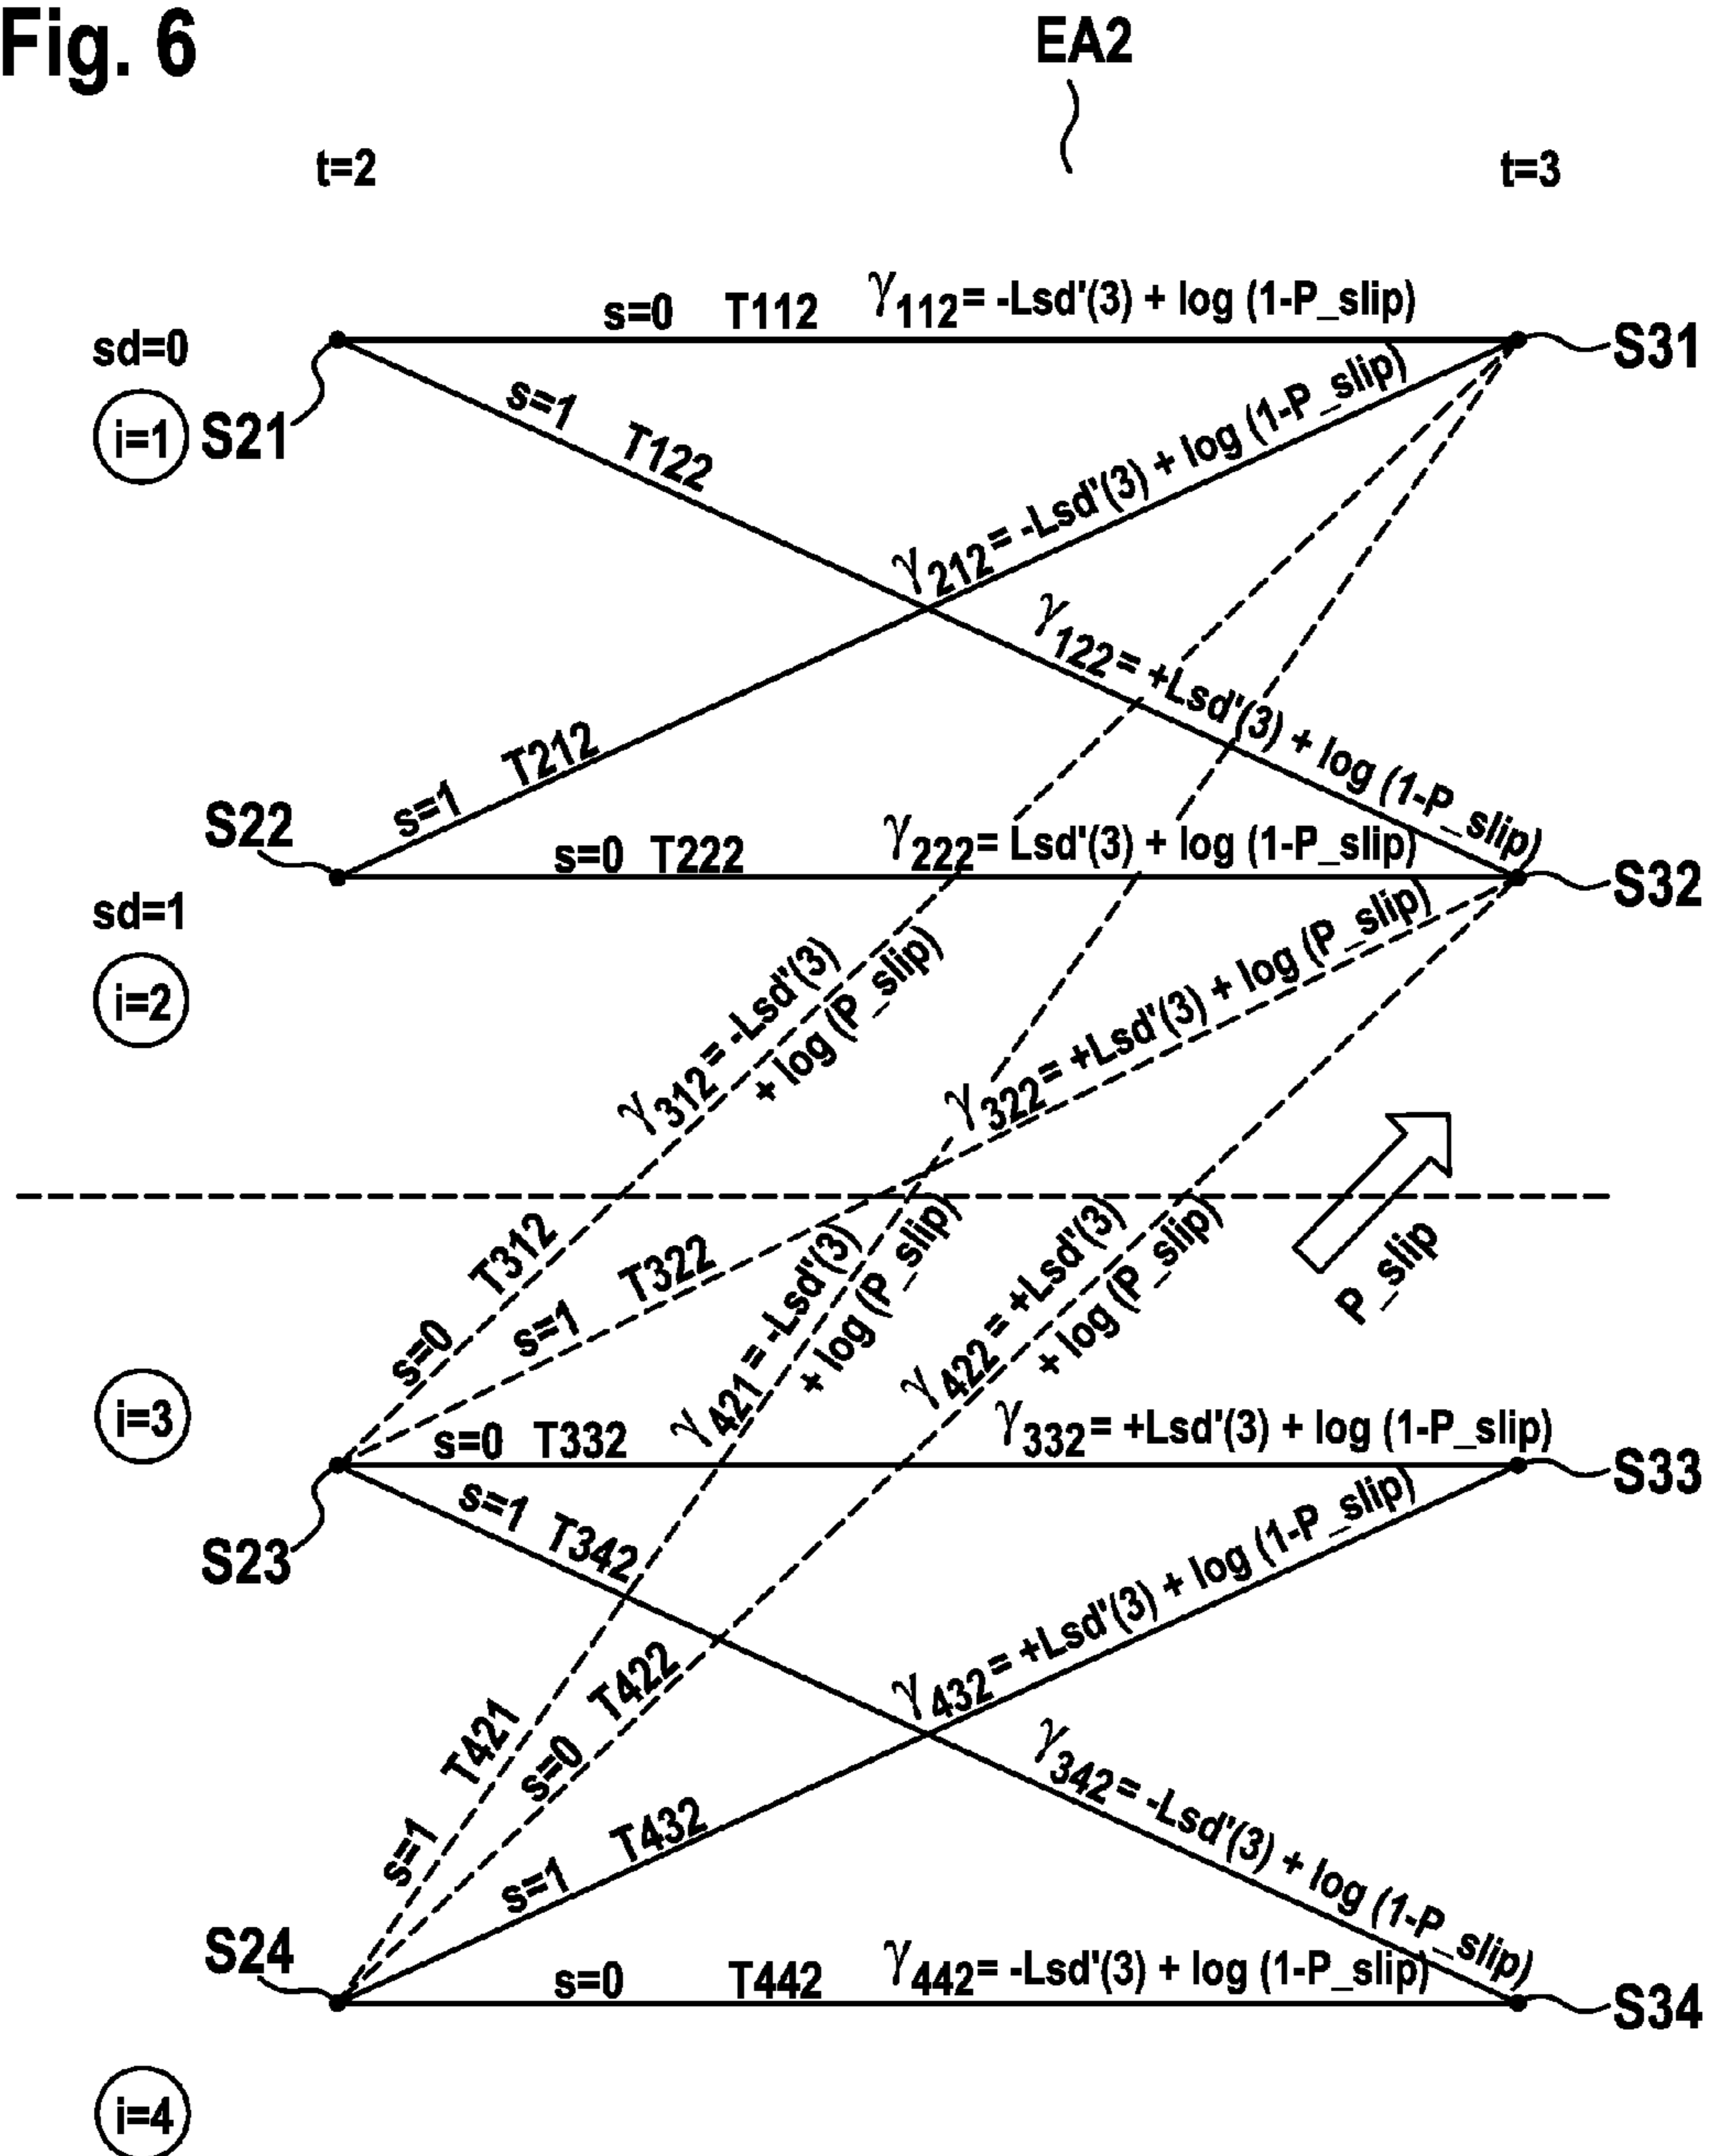 Fig. 6
EA2
t=2
t=3
s=0 T112 γ112= -Lsd'(3) + log (1-P_slip)
sd=0
S31
i=1
S21
s=1 T122
γ212= -Lsd'(3) + log (1-P_slip)
γ122= +Lsd'(3) + log (1-P_slip)
s=1 T212
S22
s=0 T222 γ222= Lsd'(3) + log (1-P_slip)
S32
sd=1
i=2
γ312= -Lsd'(3)
+ log (P_slip)
γ322= +Lsd'(3) + log (P_slip)
P_slip
s=0 T312
s=1 T322
γ421= -Lsd'(3)
+ log (P_slip)
γ422= +Lsd'(3)
+ log (P_slip)
i=3
s=0 T332 γ332= +Lsd'(3) + log (1-P_slip)
S33
S23
s=1 T342
γ432= +Lsd'(3) + log (1-P_slip)
γ342= -Lsd'(3) + log (1-P_slip)
s=1 T421
s=0 T422
s=1 T432
S24
s=0 T442 γ442= -Lsd'(3) + log (1-P_slip)
S34
i=4